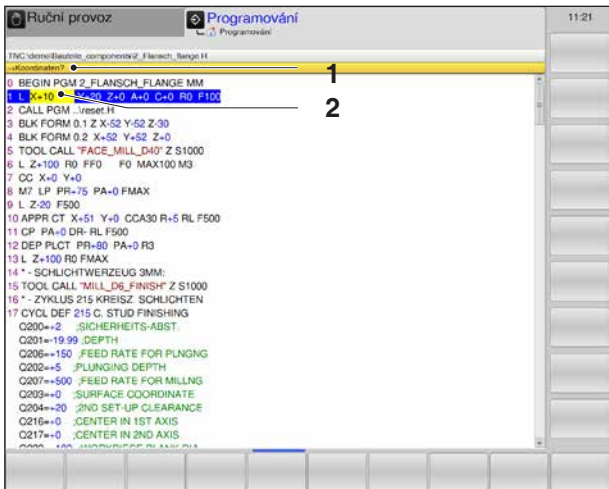 Ruční provoz
Programování
Programování
11:21
TNC:\demo\Bauteile_components\2_Flansch_flange.H
→Koordinaten?
1
0 BEGIN PGM 2_FLANSCH_FLANGE MM
1 L X+10 Y+20 Z+0 A+0 C+0 R0 F100
2
2 CALL PGM ..\reset.H
3 BLK FORM 0.1 Z X-52 Y-52 Z-30
4 BLK FORM 0.2 X+52 Y+52 Z+0
5 TOOL CALL "FACE_MILL_D40" Z S1000
6 L Z+100 R0 FF0 F0 MAX100 M3
7 CC X+0 Y+0
8 M7 LP PR+75 PA+0 FMAX
9 L Z-20 F500
10 APPR CT X+51 Y+0 CCA30 R+5 RL F500
11 CP PA+0 DR- RL F500
12 DEP PLCT PR+80 PA+0 R3
13 L Z+100 R0 FMAX
14 * - SCHLICHTWERZEUG 3MM:
15 TOOL CALL "MILL_D6_FINISH" Z S1000
16 * - ZYKLUS 215 KREISZ. SCHLICHTEN
17 CYCL DEF 215 C. STUD FINISHING
Q200=+2 ;SICHERHEITS-ABST.
Q201=-19.99 ;DEPTH
Q206=+150 ;FEED RATE FOR PLNGNG
Q202=+5 ;PLUNGING DEPTH
Q207=+500 ;FEED RATE FOR MILLNG
Q203=+0 ;SURFACE COORDINATE
Q204=+20 ;2ND SET-UP CLEARANCE
Q216=+0 ;CENTER IN 1ST AXIS
Q217=+0 ;CENTER IN 2ND AXIS